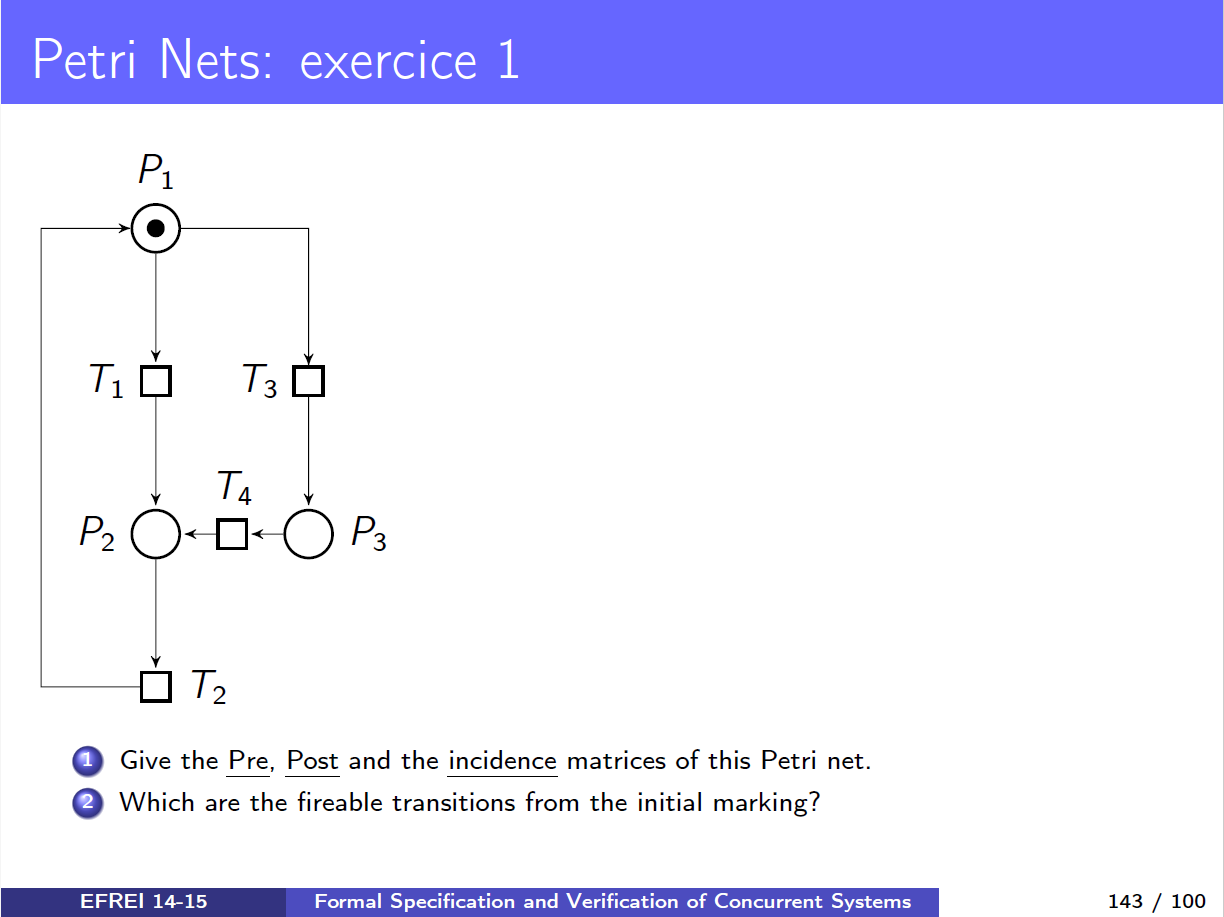 Petri Nets: exercice 1
P1
T1
T3
T4
P2
P3
T2
1 Give the Pre, Post and the incidence matrices of this Petri net.
2 Which are the fireable transitions from the initial marking?
EFREI 14-15 Formal Specification and Verification of Concurrent Systems 143 / 100